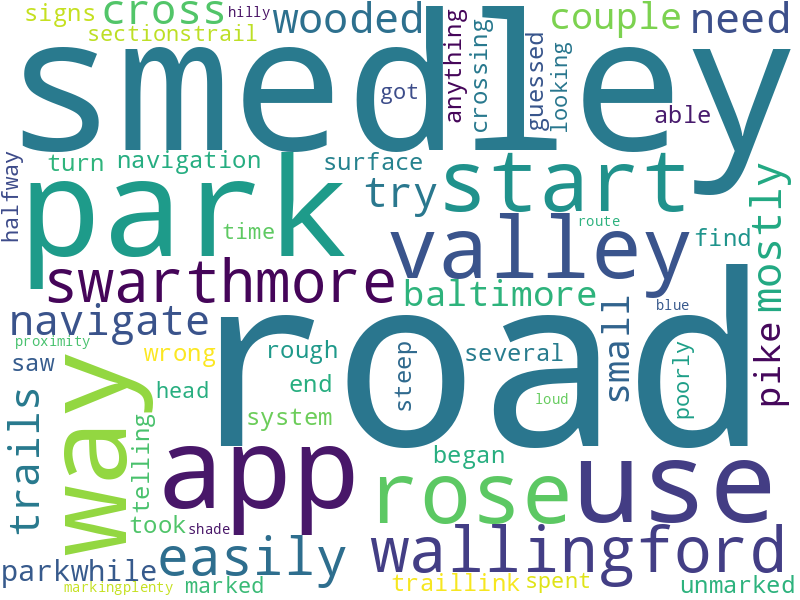 signs cross hilly wooded couple need
sectionstrail
smedley
got anything crossing guessed looking able
halfway turn navigation surface
park try start mostly
time route
swarthmore valley find
baltimore
navigate blue
proximity wrong rough several small pike
saw steep poorly
head end
road
loud
trails way telling system
app began
rose use
took shade
parkwhile easily wallingford
markingplenty marked traillink spent unmarked